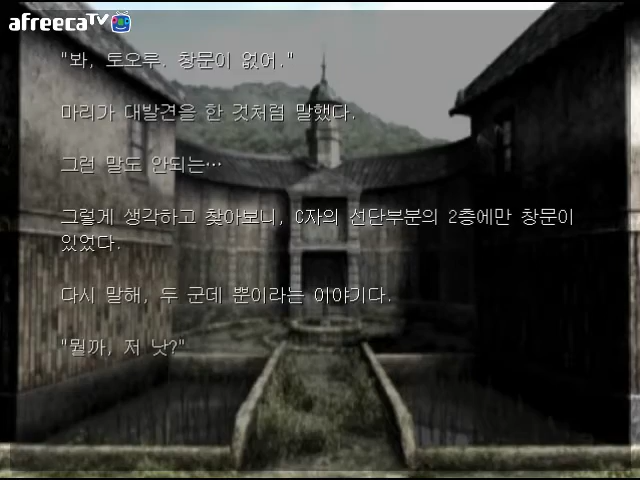 afreecaTV
"봐, 토오루. 창문이 없어."
마리가 대발견을 한 것처럼 말했다.
그런 말도 안되는…
그렇게 생각하고 찾아보니, C자의 선단부분의 2층에만 창문이
있었다.
다시 말해, 두 군데 뿐이라는 이야기다.
"뭘까, 저 낫?"